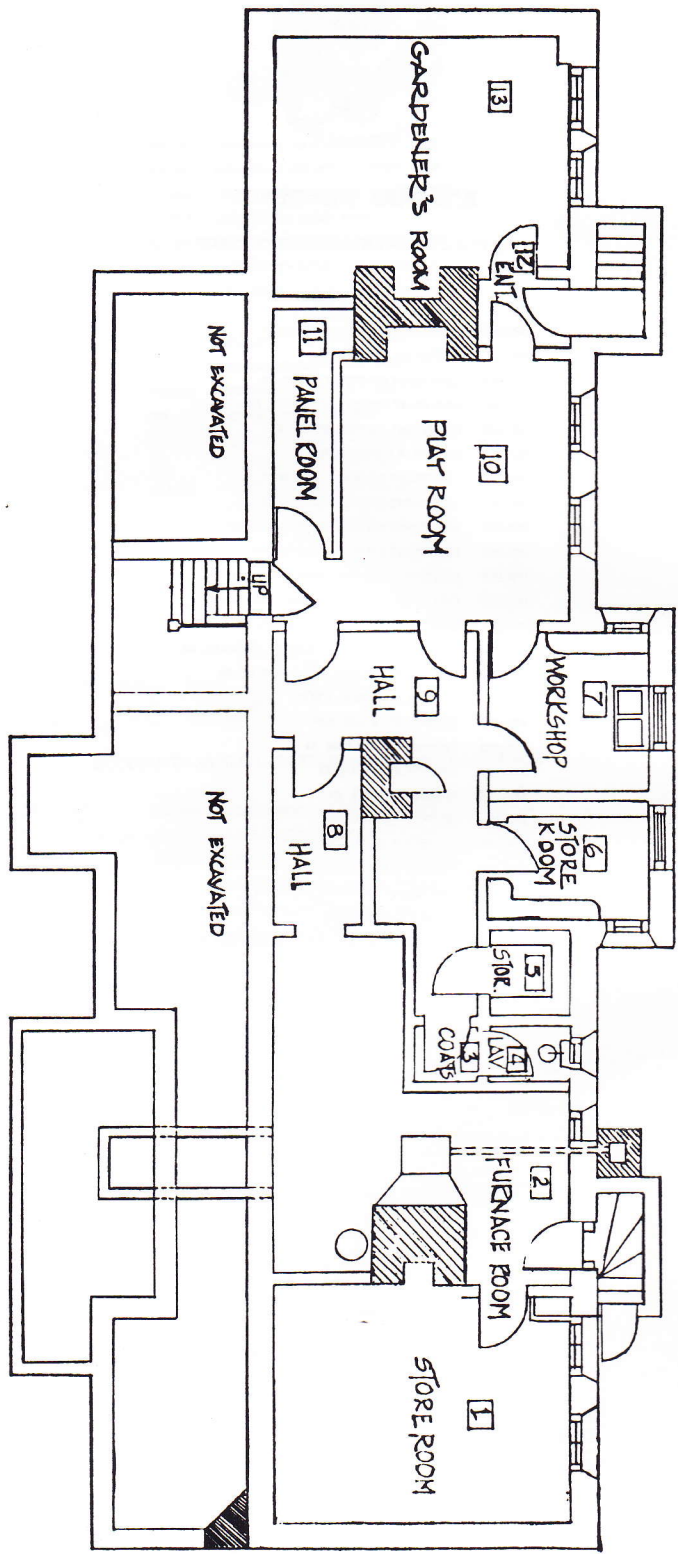 13
GARDENER'S ROOM
12
ENT.
11
PANEL ROOM
NOT EXCAVATED
10
PLAY ROOM
UP
9
HALL
7
WORKSHOP
8
HALL
6
STORE
ROOM
NOT EXCAVATED
5
STOR.
4
LAV
3
COATS
2
FURNACE ROOM
1
STORE ROOM